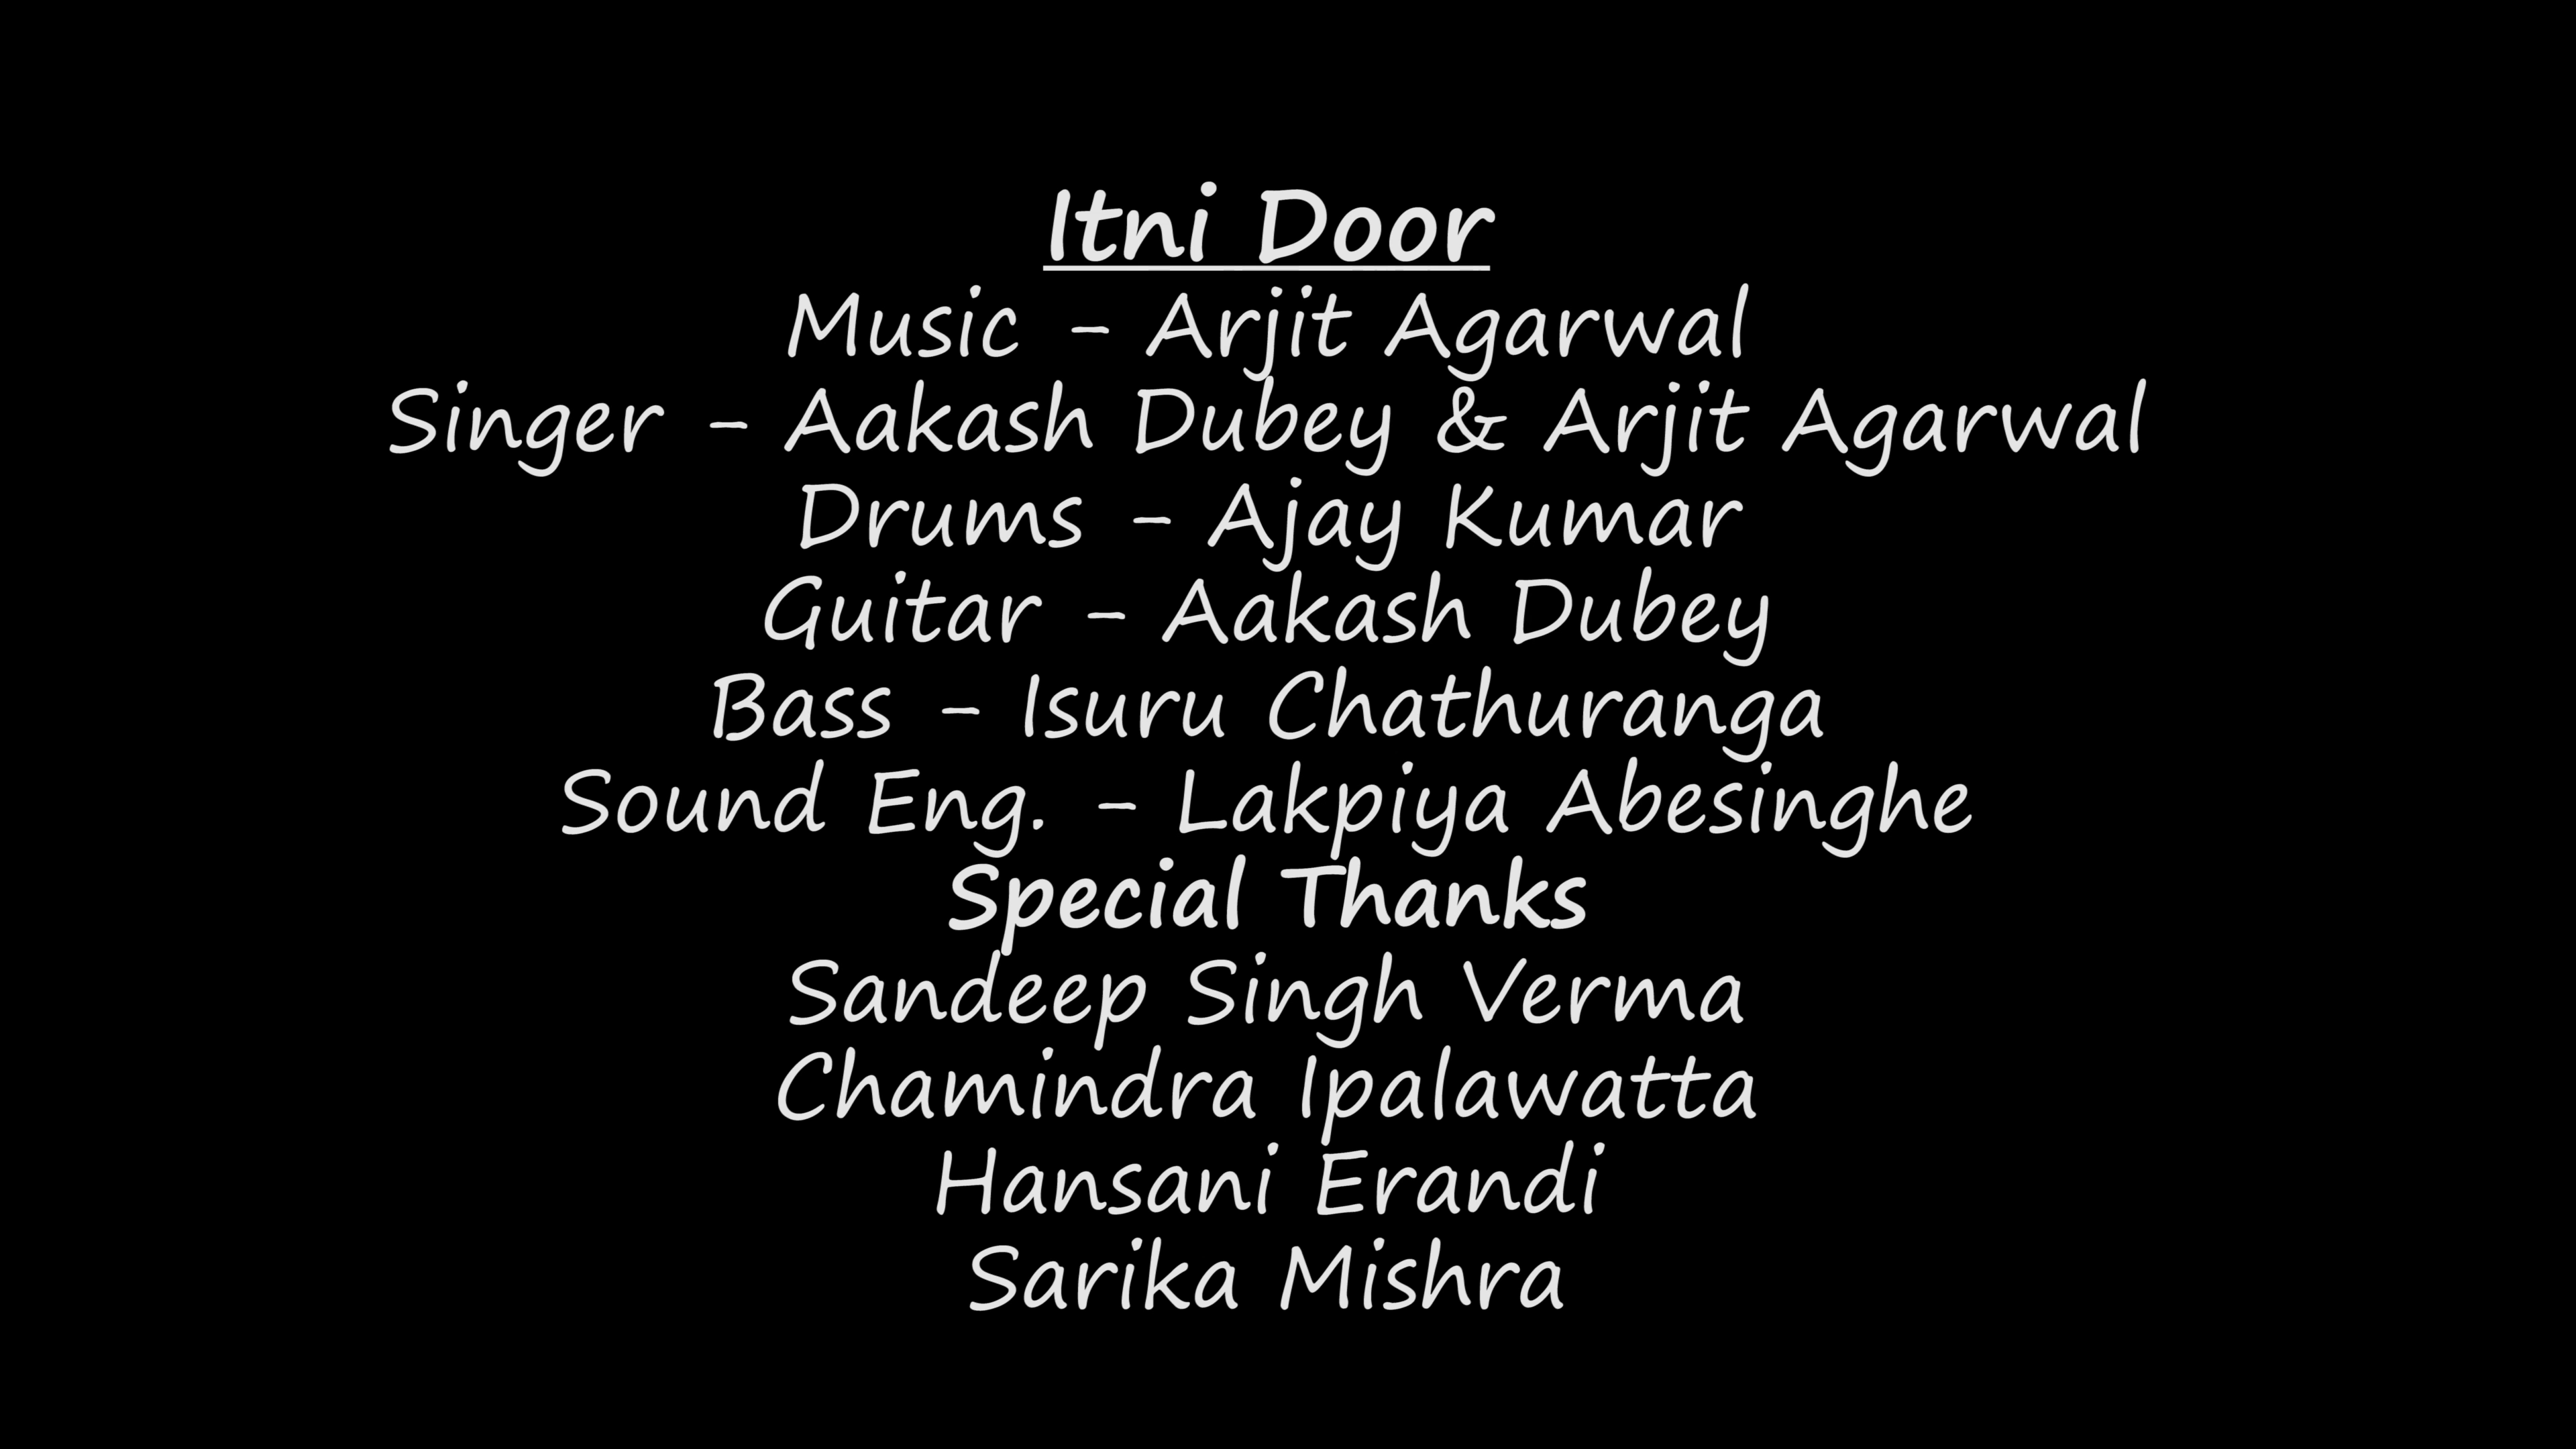 Itni Door
Music - Arjit Agarwal
Singer - Aakash Dubey & Arjit Agarwal
Drums - Ajay Kumar
Guitar - Aakash Dubey
Bass - Isuru Chathuranga
Sound Eng. - Lakpiya Abesinghe
Special Thanks
Sandeep Singh Verma
Chamindra Ipalawatta
Hansani Erandi
Sarika Mishra